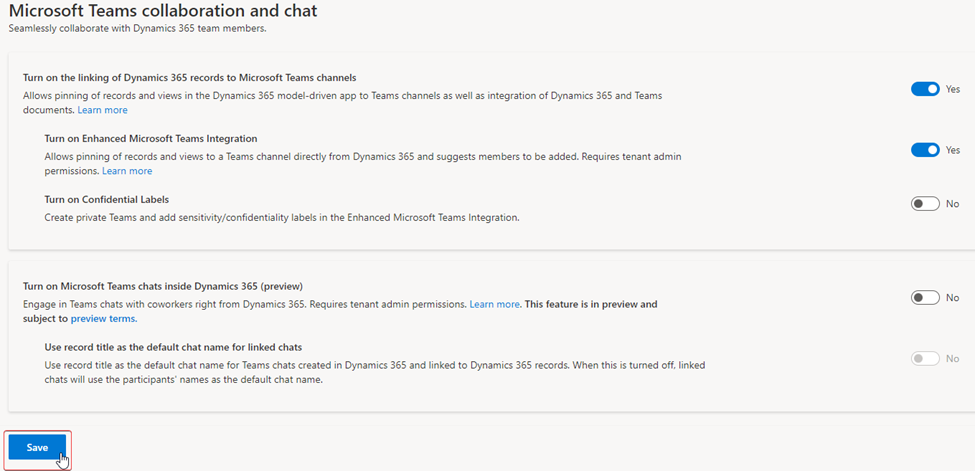 Microsoft Teams collaboration and chat
Seamlessly collaborate with Dynamics 365 team members.
Turn on the linking of Dynamics 365 records to Microsoft Teams channels
Allows pinning of records and views in the Dynamics 365 model-driven app to Teams channels as well as integration of Dynamics 365 and Teams
documents. Learn more
Yes
Turn on Enhanced Microsoft Teams Integration
Allows pinning of records and views to a Teams channel directly from Dynamics 365 and suggests members to be added. Requires tenant admin
permissions. Learn more
Yes
Turn on Confidential Labels
Create private Teams and add sensitivity/confidentiality labels in the Enhanced Microsoft Teams Integration.
No
Turn on Microsoft Teams chats inside Dynamics 365 (preview)
Engage in Teams chats with coworkers right from Dynamics 365. Requires tenant admin permissions. Learn more. This feature is in preview and
subject to preview terms.
No
Use record title as the default chat name for linked chats
Use record title as the default chat name for Teams chats created in Dynamics 365 and linked to Dynamics 365 records. When this is turned off, linked
chats will use the participants' names as the default chat name.
No
Save